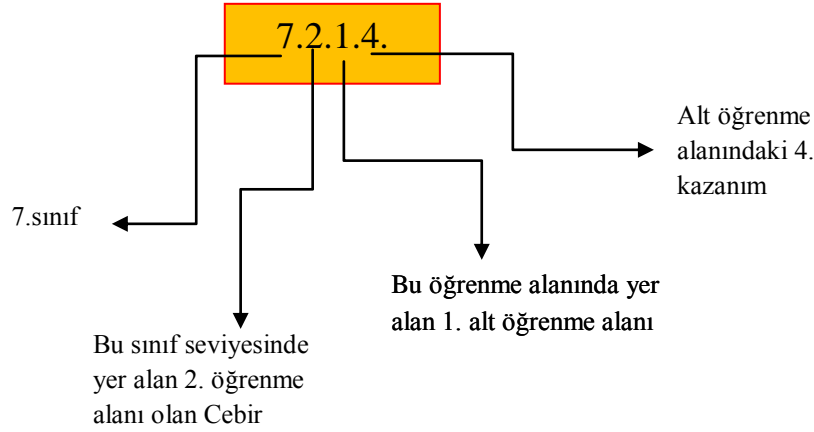 7.2.1.4.
Alt öğrenme
alanındaki 4.
kazanım
7.sınıf
Bu öğrenme alanında yer
alan 1. alt öğrenme alanı
Bu sınıf seviyesinde
yer alan 2. öğrenme
alanı olan Cebir